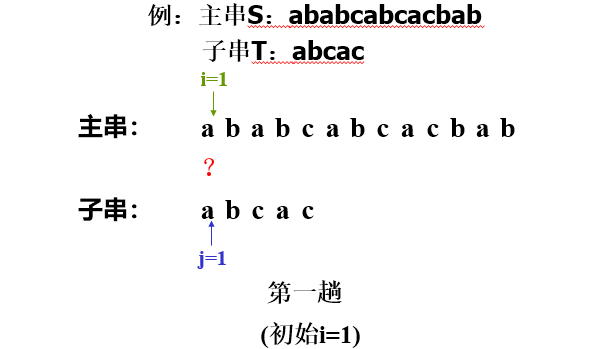 例：主串S：ababcabcacbab
子串T：abcac
i=1
主串： a b a b c a b c a c b a b
？
子串： a b c a c
j=1
第一趟
(初始i=1)